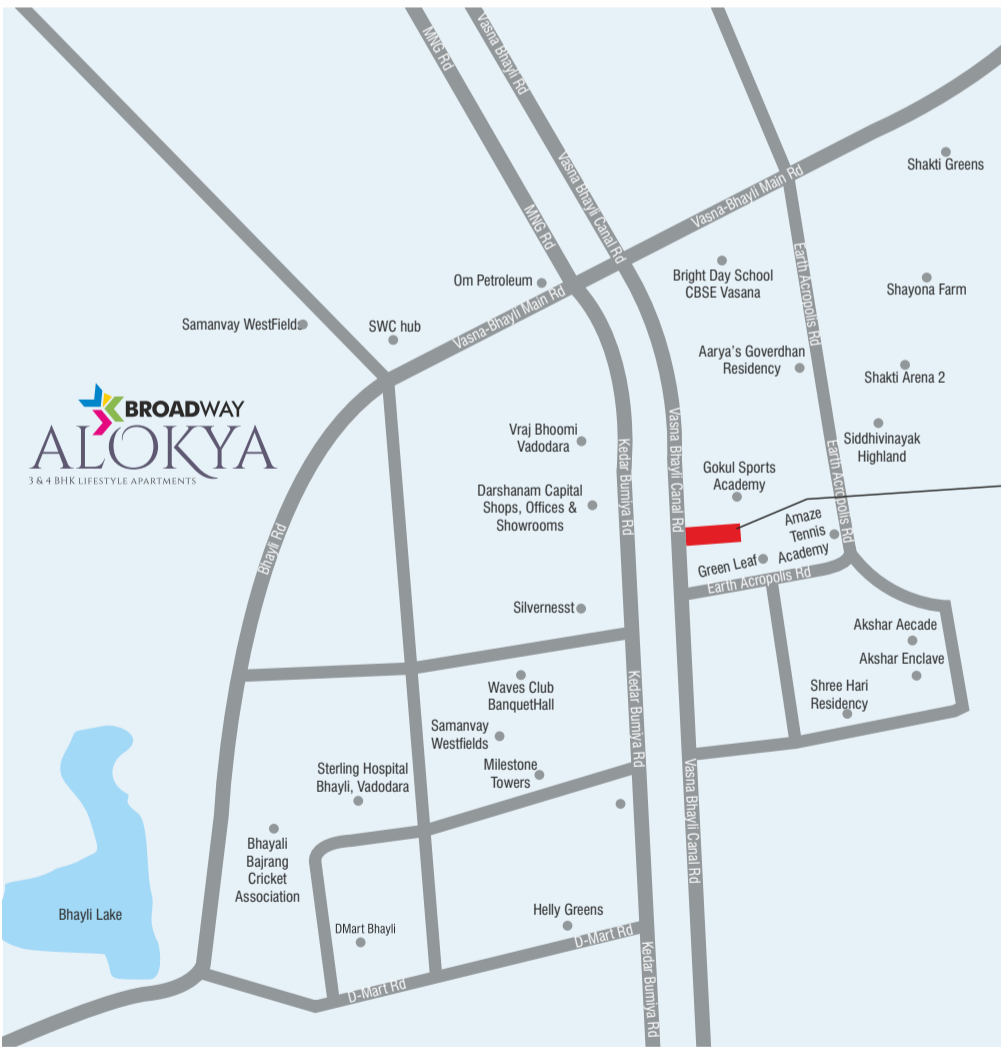 MNG Rd
Vasna Bhayli Rd
Shakti Greens
Vasna Bhayli Canal Rd
Vasna-Bhayli Main Rd
MNG Rd
Om Petroleum
Bright Day School
CBSE Vasana
Earth Acropolis Rd
Shayona Farm
Samanvay WestFields
SWC hub
Vasna-Bhayli Main Rd
Aarya's Goverdhan
Residency
Shakti Arena 2
BROADWAY
ALOKYA
3 & 4 BHK LIFESTYLE APARTMENTS
Vraj Bhoomi
Vadodara
Kedar Bumiya Rd
Vasna Bhayli Canal Rd
Siddhivinayak
Highland
Gokul Sports
Academy
Earth Acropolis Rd
Darshanam Capital
Shops, Offices &
Showrooms
Amaze
Tennis
Academy
Bhayli Rd
Green Leaf
Earth Acropolis Rd
Silvernesst
Akshar Aecade
Akshar Enclave
Waves Club
BanquetHall
Kedar Bumiya Rd
Shree Hari
Residency
Samanvay
Westfields
Milestone
Towers
Sterling Hospital
Bhayli, Vadodara
Vasna Bhayli Canal Rd
Bhayali
Bajrang
Cricket
Association
Bhayli Lake
DMart Bhayli
Helly Greens
D-Mart Rd
Kedar Bumiya Rd
D-Mart Rd